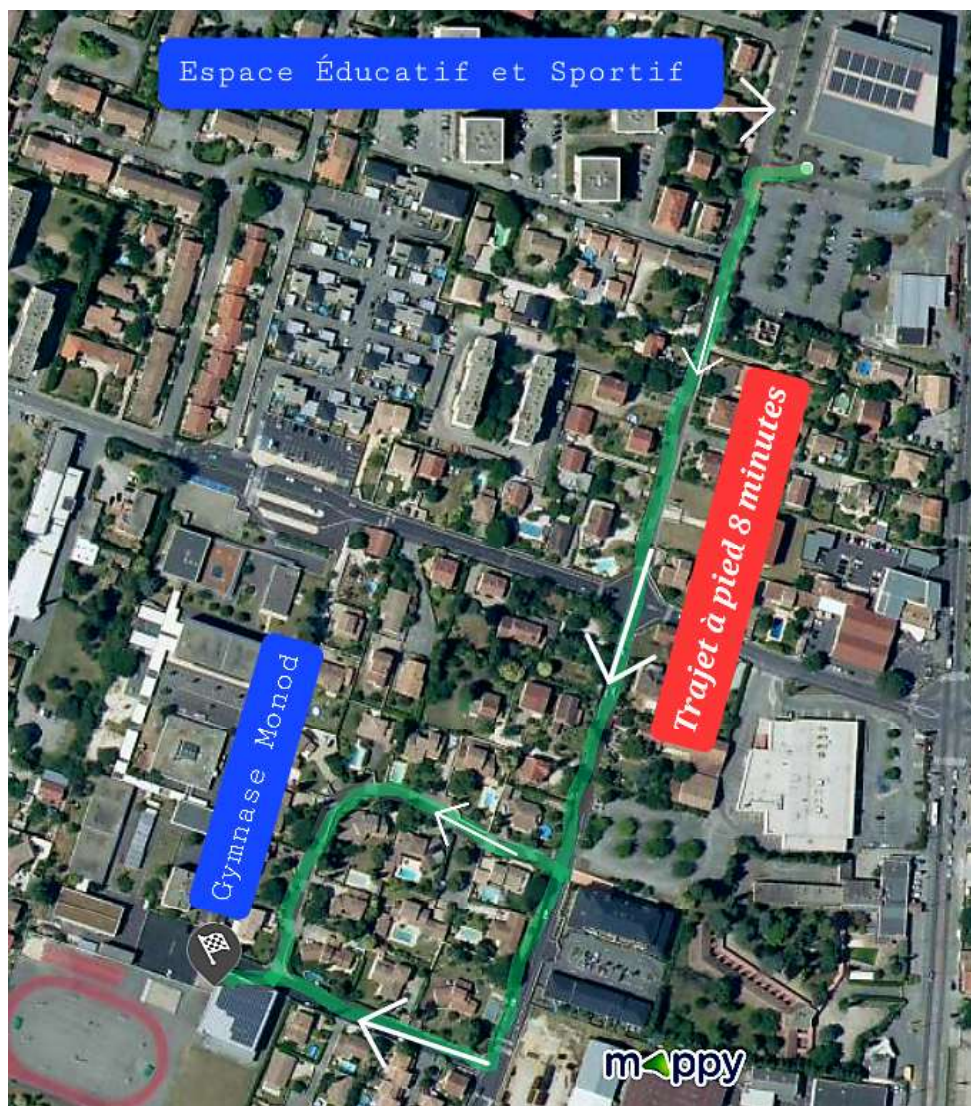 Espace Éducatif et Sportif
Trajet à pied 8 minutes
Gymnase Monod
mappy